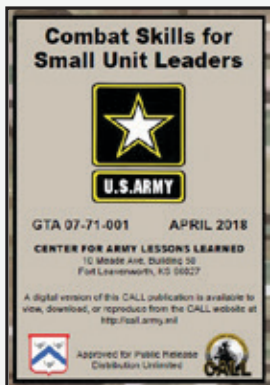 Combat Skills for
Small Unit Leaders
U.S.ARMY
GTA 07-71-001 APRIL 2018
CENTER FOR ARMY LESSONS LEARNED
10 Meade Ave, Building 50
Fort Leavenworth, KS 66027
A digital version of this CALL publication is available to
view, download, or reproduce from the CALL website at
http://call.army.mil
Approved for Public Release
Distribution Unlimited
CALL